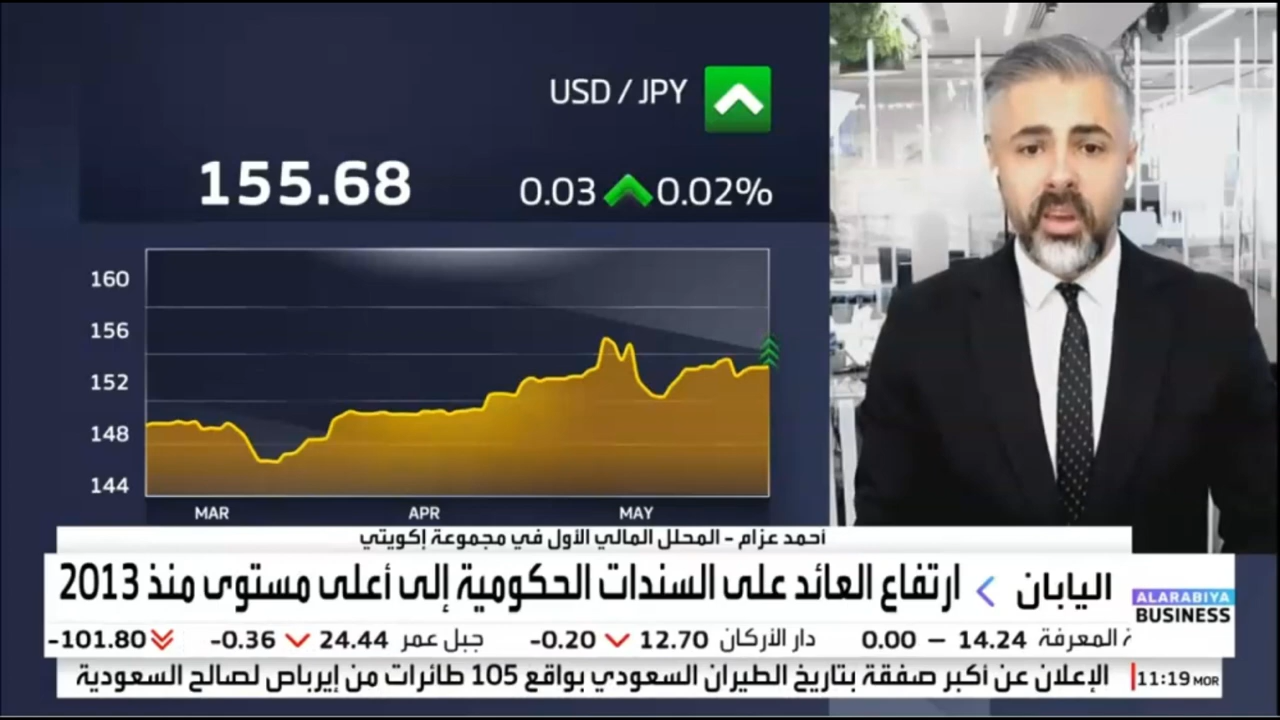 USD / JPY
155.68
0.03 0.02%
160
156
152
148
144
MAR APR MAY
أحمد عزام - المحلل المالي الأول في مجموعة إكويتي
اليابان
ارتفاع العائد على السندات الحكومية إلى أعلى مستوى منذ 2013
ALARABIYA
BUSINESS
المعرفة 14.24 – 0.00 دار الأركان 12.70 -0.20 جبل عمر 24.44 -0.36 -101.80
11:19 MOR
الإعلان عن أكبر صفقة بتاريخ الطيران السعودي بواقع 105 طائرات من إيرباص لصالح السعودية